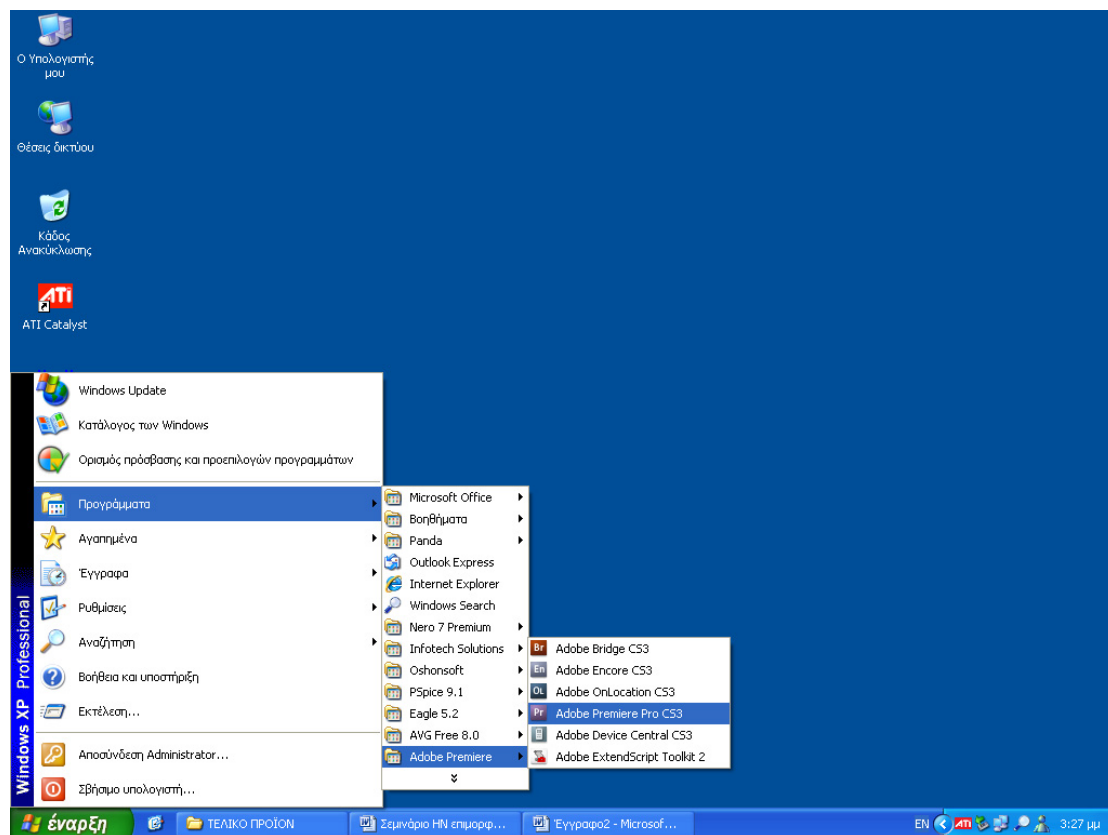 Ο Υπολογιστής
μου
Θέσεις δικτύου
Κάδος
Ανακύκλωσης
ATI
ATI Catalyst
Windows Update
Κατάλογος των Windows
Ορισμός πρόσβασης και προεπιλογών προγραμμάτων
Προγράμματα
Αγαπημένα
Έγγραφα
Ρυθμίσεις
Αναζήτηση
Βοήθεια και υποστήριξη
Εκτέλεση...
Αποσύνδεση Administrator...
Σβήσιμο υπολογιστή...
Windows XP Professional
Microsoft Office
Βοηθήματα
Panda
Outlook Express
Internet Explorer
Windows Search
Nero 7 Premium
Infotech Solutions
Oshonsoft
PSpice 9.1
Eagle 5.2
AVG Free 8.0
Adobe Premiere
Br Adobe Bridge CS3
En Adobe Encore CS3
OL Adobe OnLocation CS3
Pr Adobe Premiere Pro CS3
Adobe Device Central CS3
Adobe ExtendScript Toolkit 2
έναρξη
ΤΕΛΙΚΟ ΠΡΟΪΟΝ
Σεμινάριο ΗΝ επιμορφ...
Έγγραφο2 - Microsof...
EN
ATI
3:27 μμ